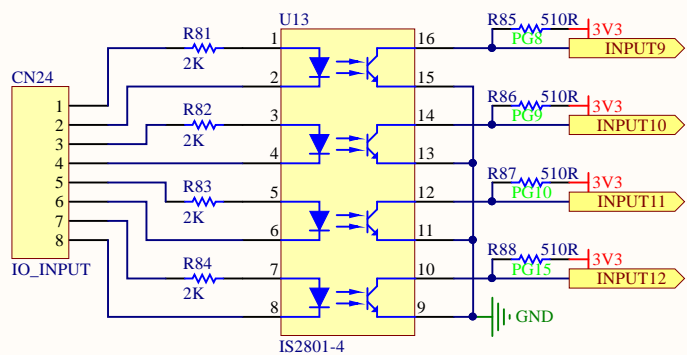 U13
R85 510R 3V3
PG8 INPUT9
R81 1 16
2K
CN24
2 15
1
R86 510R 3V3
PG9 INPUT10
2 R82 3 14
3 2K
4 4 13
5 R87 510R 3V3
PG10 INPUT11
6 R83 5 12
7 2K
8 6 11
R88 510R 3V3
IO_INPUT PG15 INPUT12
R84 7 10
2K
8 9 GND
IS2801-4